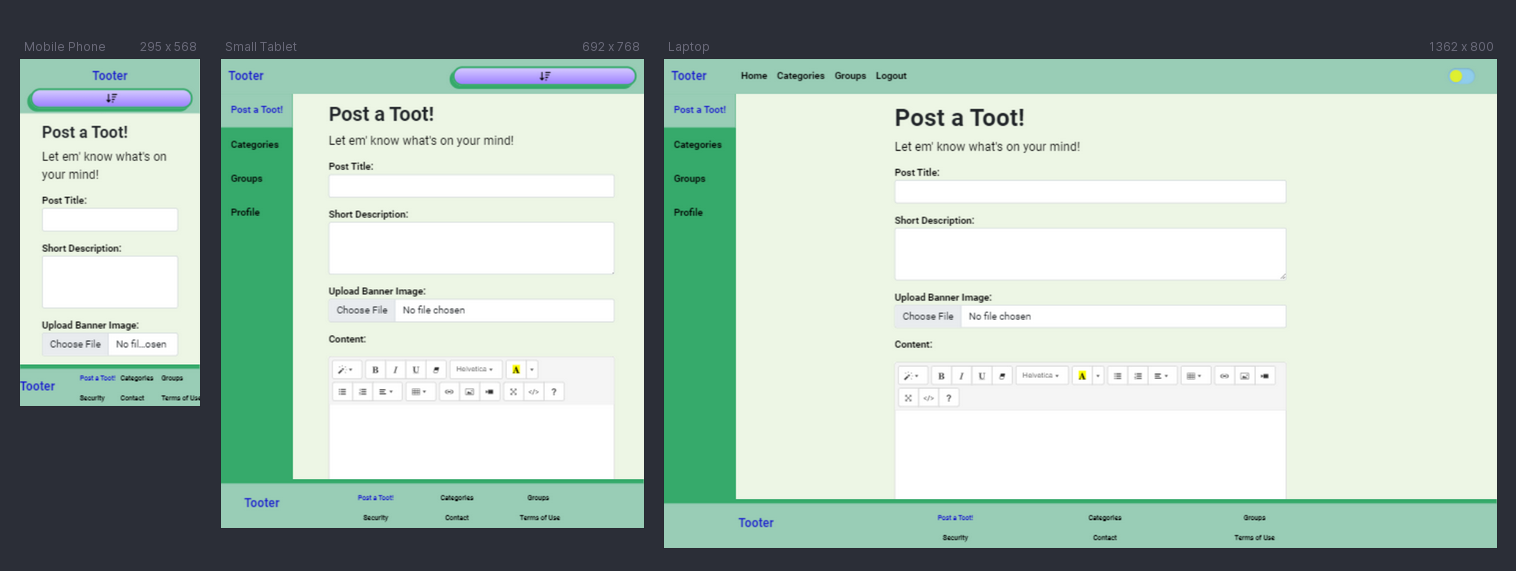 Mobile Phone 295 x 568
Tooter
Post a Toot!
Let em' know what's on
your mind!
Post Title:
Short Description:
Upload Banner Image:
Choose File No fil...osen
Tooter
Post a Toot! Categories Groups
Security Contact Terms of Use
Small Tablet 692 x 768
Tooter
Post a Toot!
Categories
Groups
Profile
Post a Toot!
Let em' know what's on your mind!
Post Title:
Short Description:
Upload Banner Image:
Choose File No file chosen
Content:
B I U Helvetica A
</> ?
Tooter
Post a Toot! Categories Groups
Security Contact Terms of Use
Laptop 1362 x 800
Tooter Home Categories Groups Logout
Post a Toot!
Categories
Groups
Profile
Post a Toot!
Let em' know what's on your mind!
Post Title:
Short Description:
Upload Banner Image:
Choose File No file chosen
Content:
B I U Helvetica A
</> ?
Tooter
Post a Toot! Categories Groups
Security Contact Terms of Use